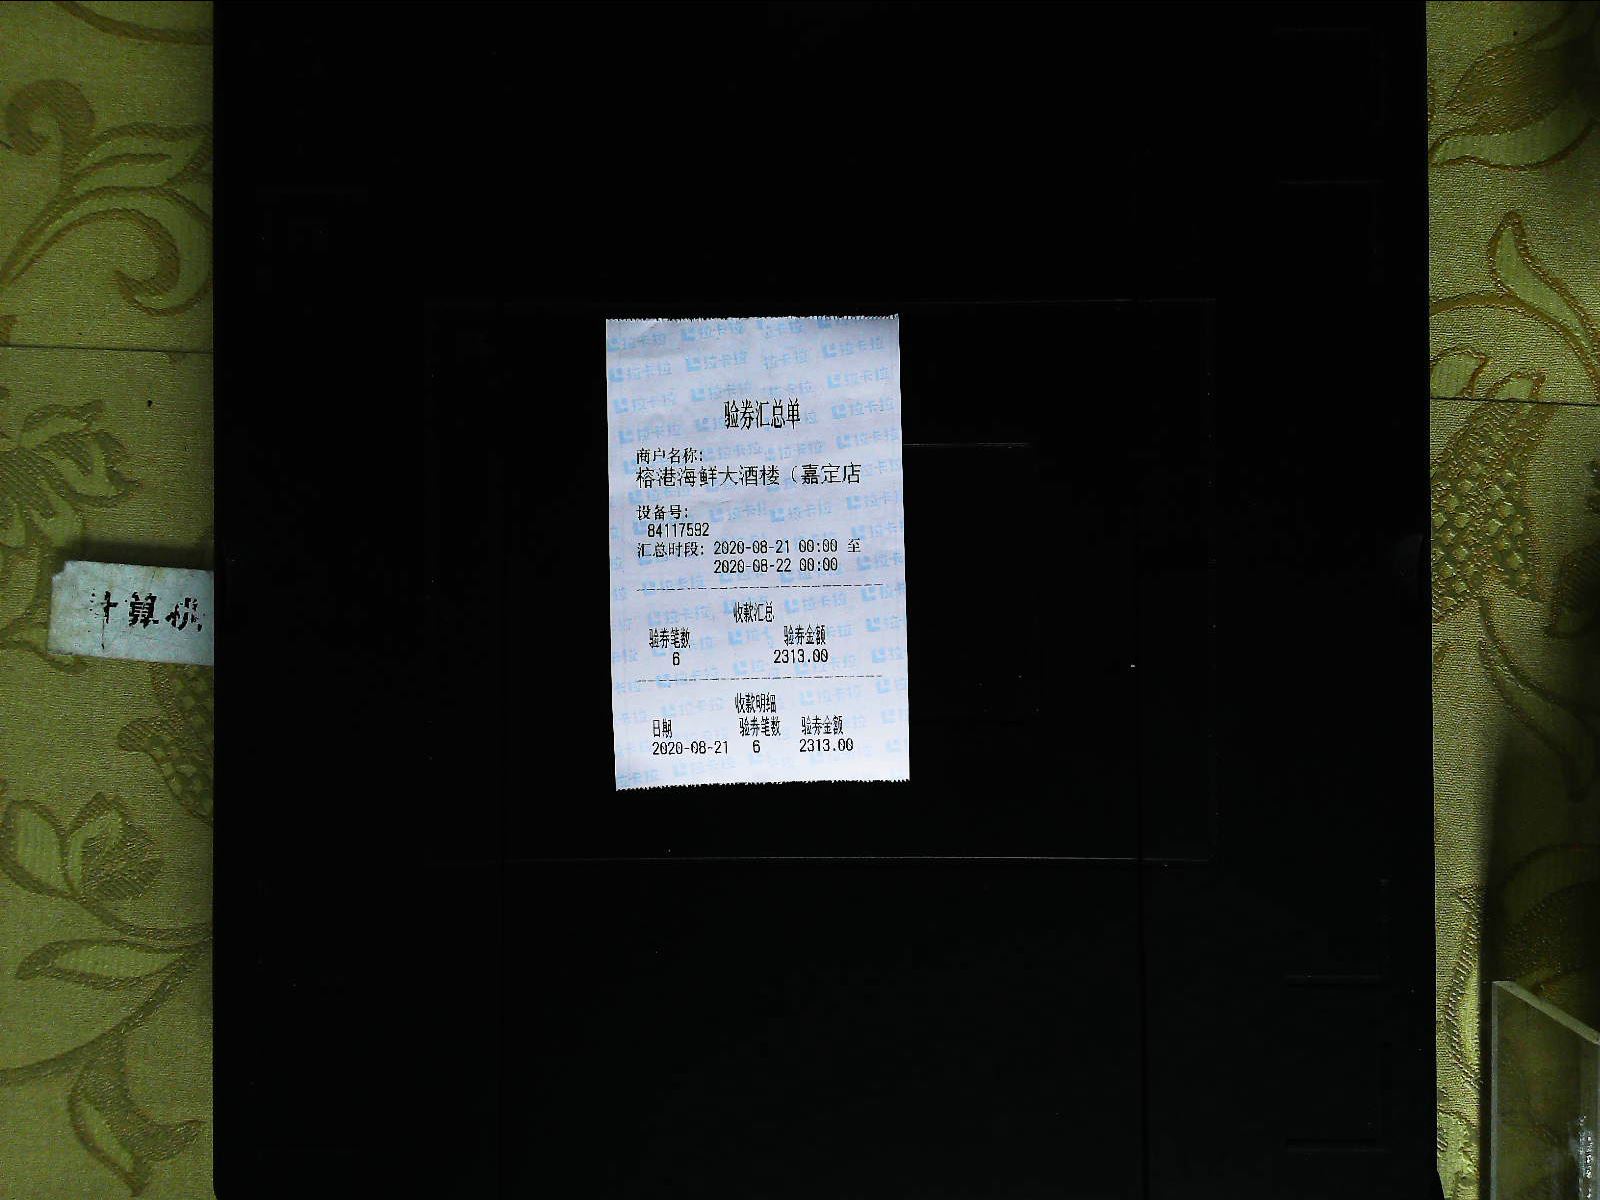 验券汇总单
商户名称:
榕港海鲜大酒楼（嘉定店
设备号:
84117592
汇总时段: 2020-08-21 00:00 至
2020-08-22 00:00
收款汇总
验券笔数 验券金额
6 2313.00
收款明细
日期 验券笔数 验券金额
2020-08-21 6 2313.00
计算机
拉卡拉